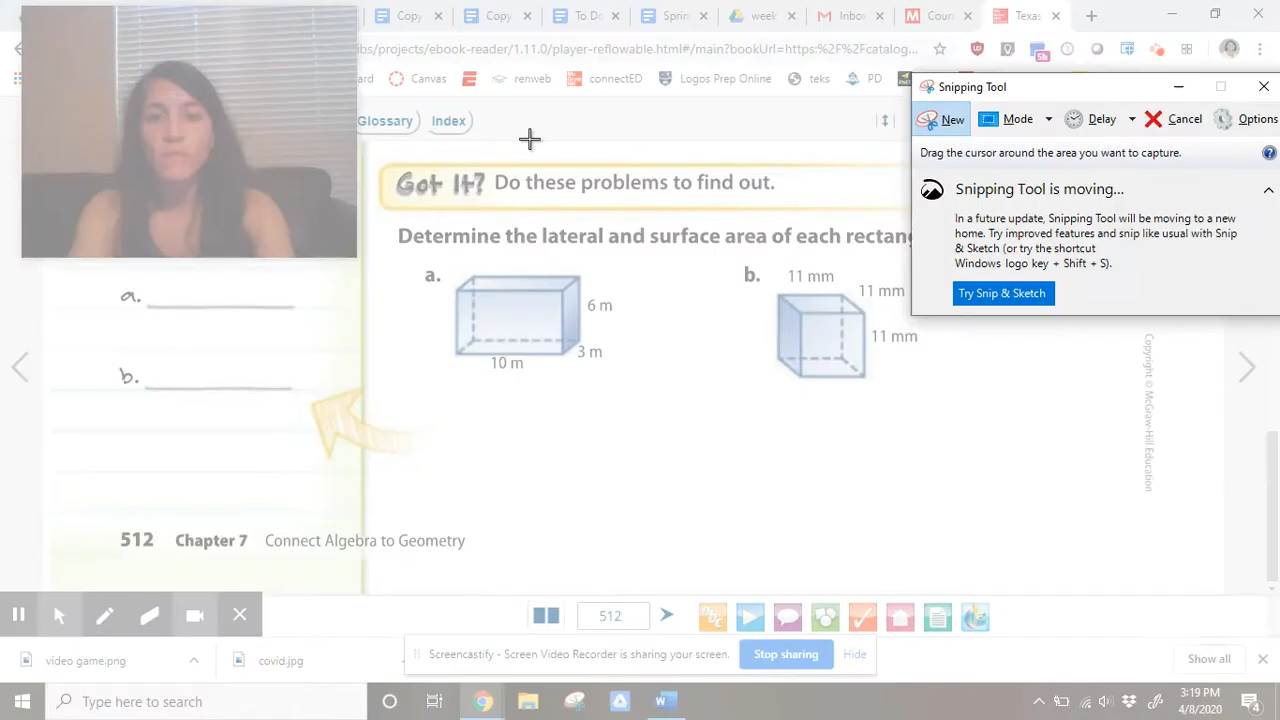 Copy
Copy
To Do
Sprin
week
Inbo
Cour
Texas
ibs/projects/ebook-reader/1.11.0/player-reflowable.html#/main?bookUrl=https:%2F%2Fcatalog...
ard
Canvas
renweb
connectED
Logos Prep Online
teks
PD
Snipping Tool
New
Mode
Delay
Cancel
Options
Drag the cursor around the area you want to capture.
Snipping Tool is moving...
In a future update, Snipping Tool will be moving to a new
home. Try improved features and snip like usual with Snip
& Sketch (or try the shortcut
Windows logo key + Shift + S).
Try Snip & Sketch
Glossary
Index
Got It? Do these problems to find out.
Determine the lateral and surface area of each rectang
a.
6 m
3 m
10 m
b.
11 mm
11 mm
11 mm
a.
b.
Copyright © McGraw-Hill Education
512 Chapter 7 Connect Algebra to Geometry
512
Screencastify - Screen Video Recorder is sharing your screen.
Stop sharing
Hide
video game.png
covid.jpg
Show all
Type here to search
3:19 PM
4/8/2020
4